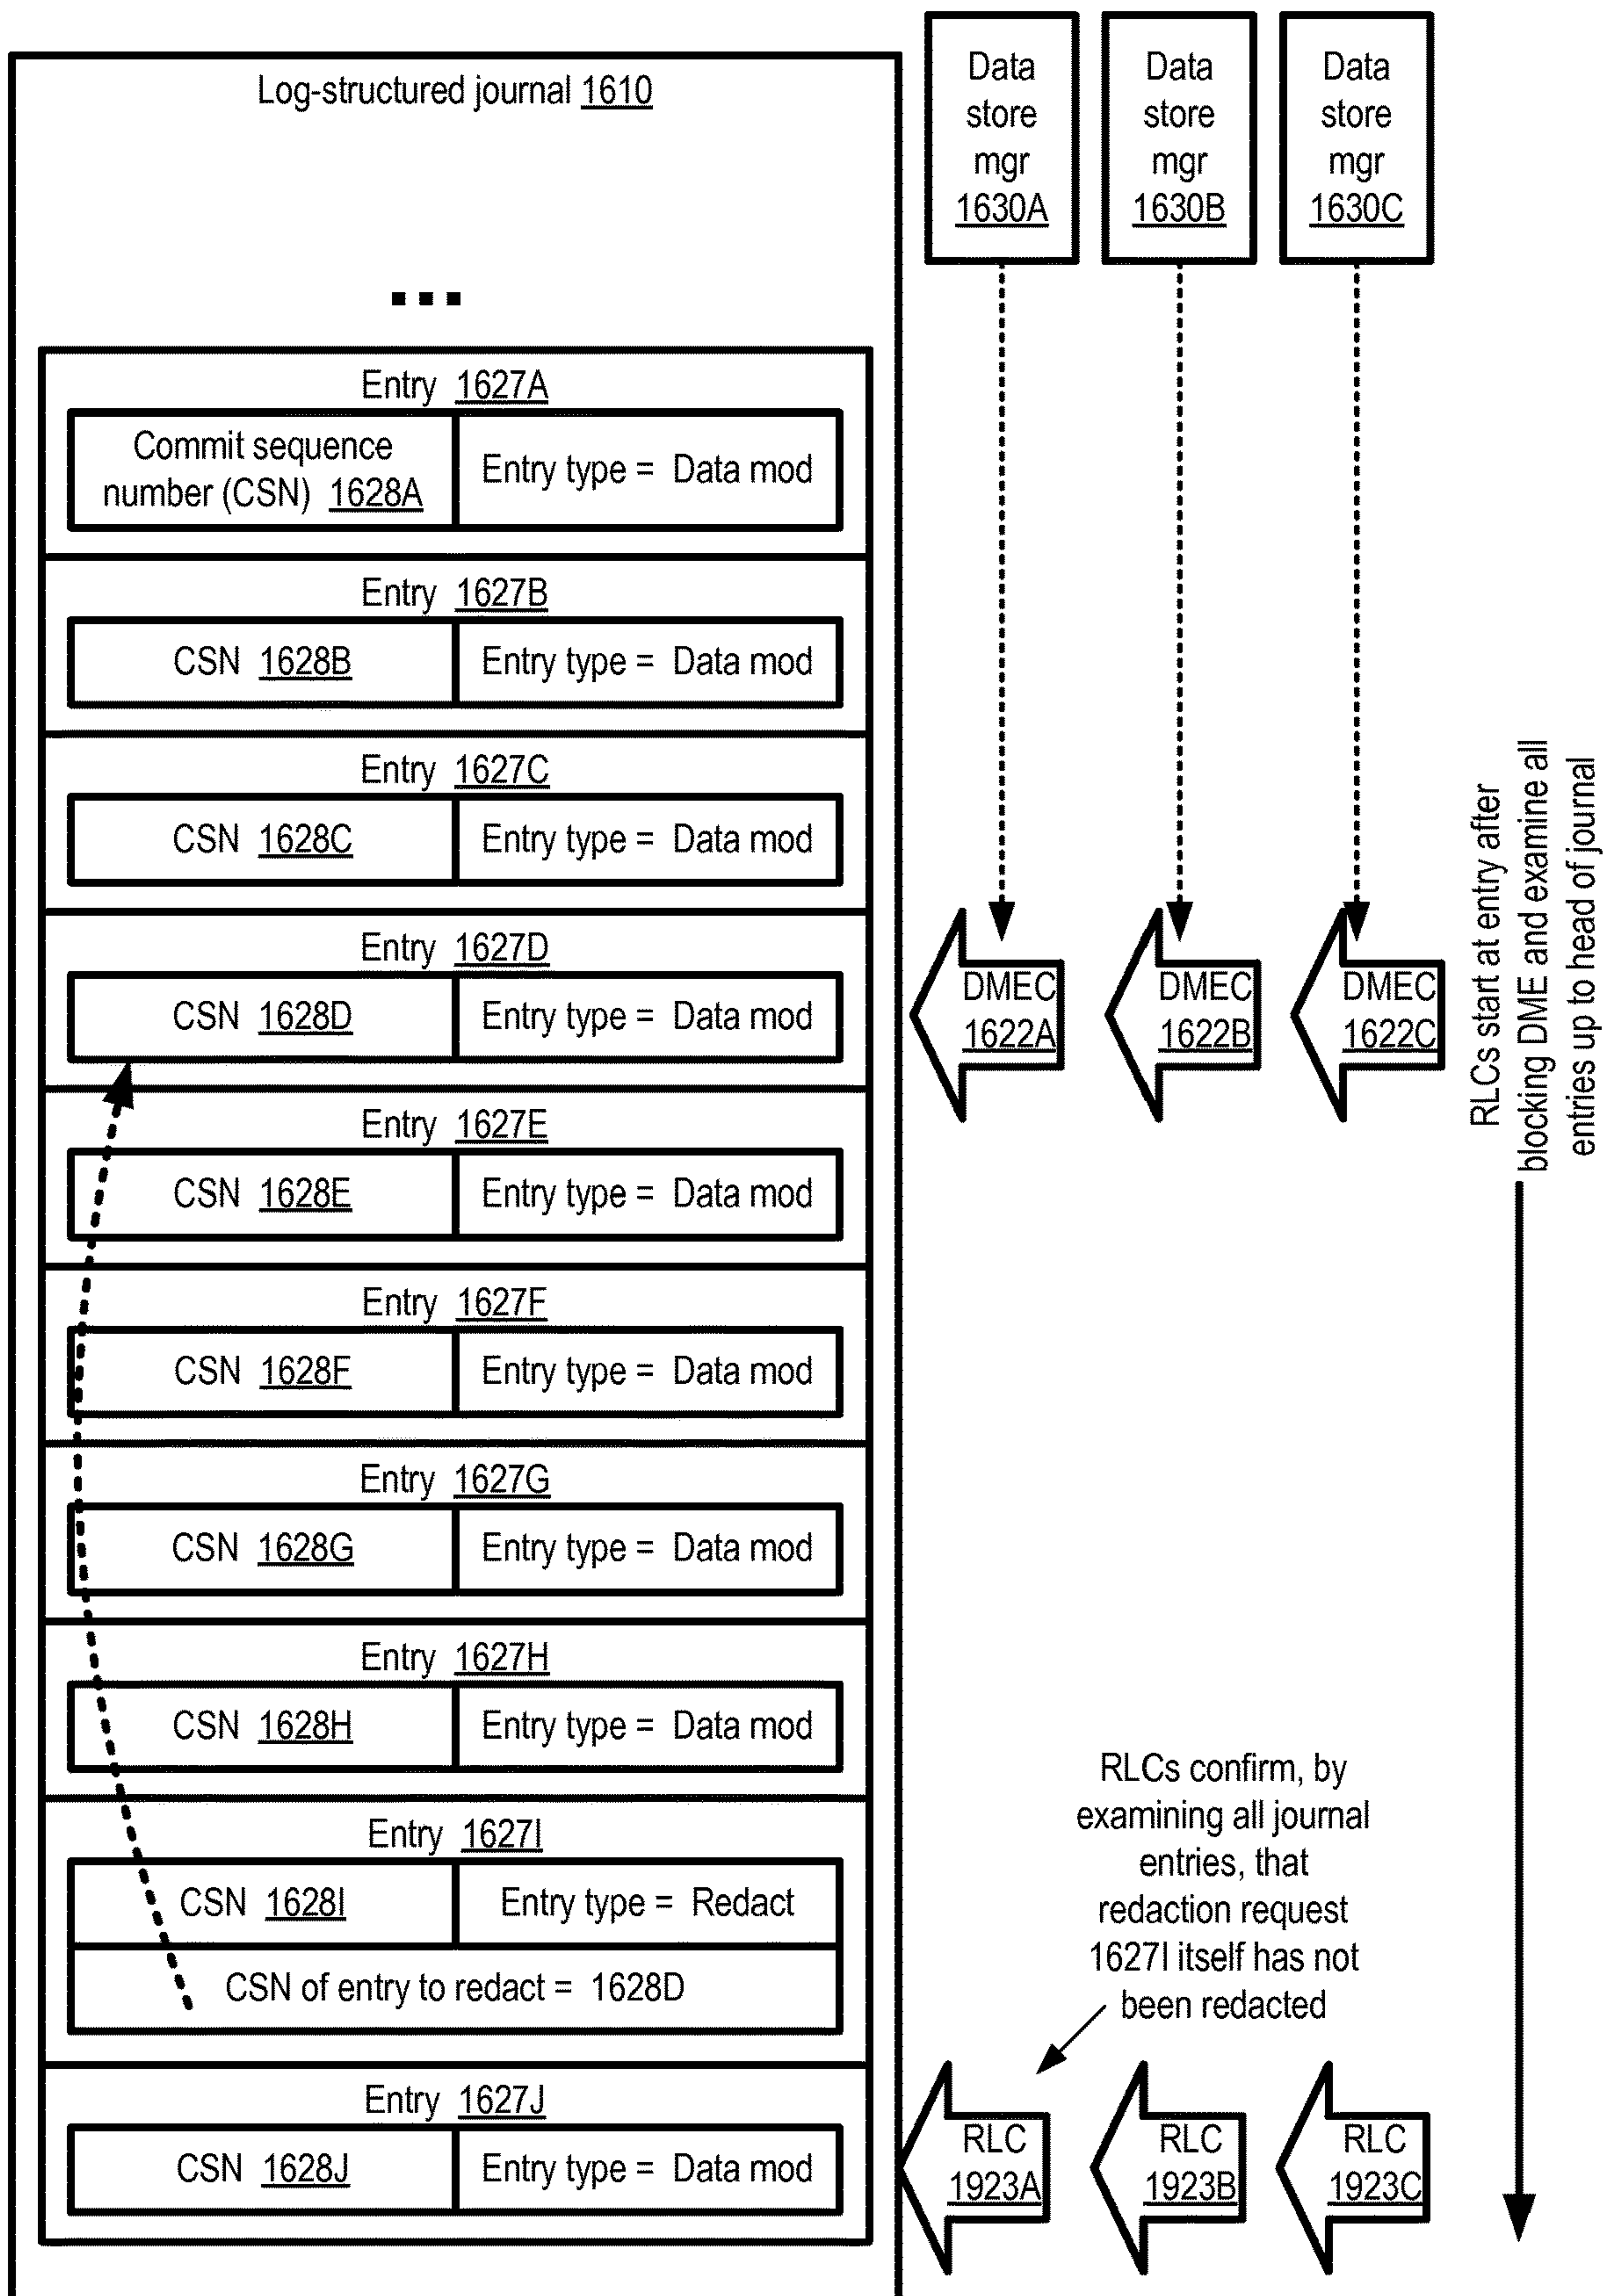 Log-structured journal 1610
...
Entry 1627A
Commit sequence
number (CSN) 1628A
Entry type = Data mod
Entry 1627B
CSN 1628B
Entry type = Data mod
Entry 1627C
CSN 1628C
Entry type = Data mod
Entry 1627D
CSN 1628D
Entry type = Data mod
Entry 1627E
CSN 1628E
Entry type = Data mod
Entry 1627F
CSN 1628F
Entry type = Data mod
Entry 1627G
CSN 1628G
Entry type = Data mod
Entry 1627H
CSN 1628H
Entry type = Data mod
Entry 1627I
CSN 1628I
Entry type = Redact
CSN of entry to redact = 1628D
Entry 1627J
CSN 1628J
Entry type = Data mod
Data
store
mgr
1630A
Data
store
mgr
1630B
Data
store
mgr
1630C
DMEC
1622A
DMEC
1622B
DMEC
1622C
RLCs start at entry after
blocking DME and examine all
entries up to head of journal
RLCs confirm, by
examining all journal
entries, that
redaction request
1627I itself has not
been redacted
RLC
1923A
RLC
1923B
RLC
1923C